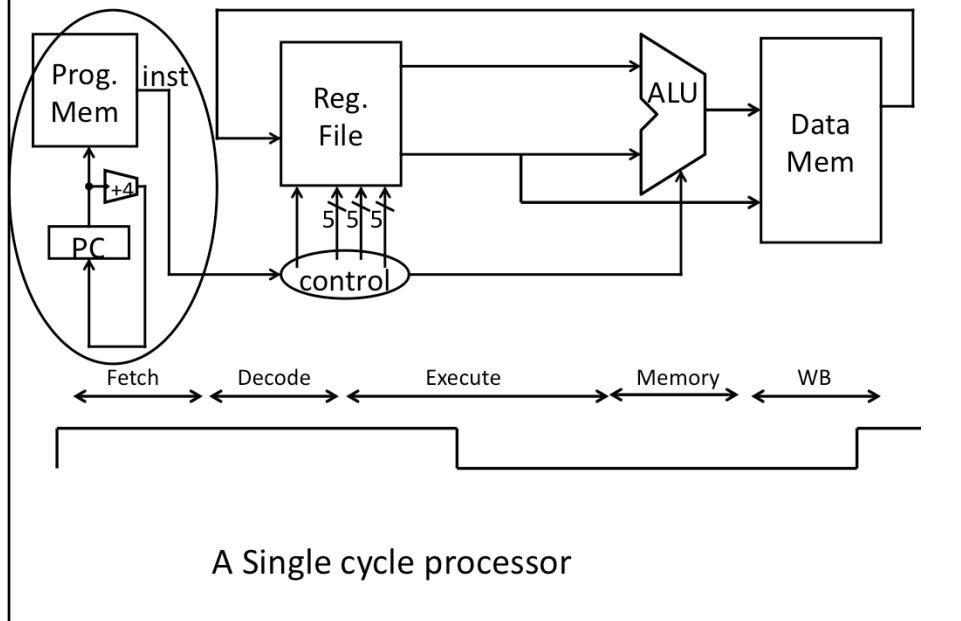 Prog.
Mem
inst
+4
PC
Reg.
File
5
5
5
control
ALU
Data
Mem
Fetch
Decode
Execute
Memory
WB
A Single cycle processor